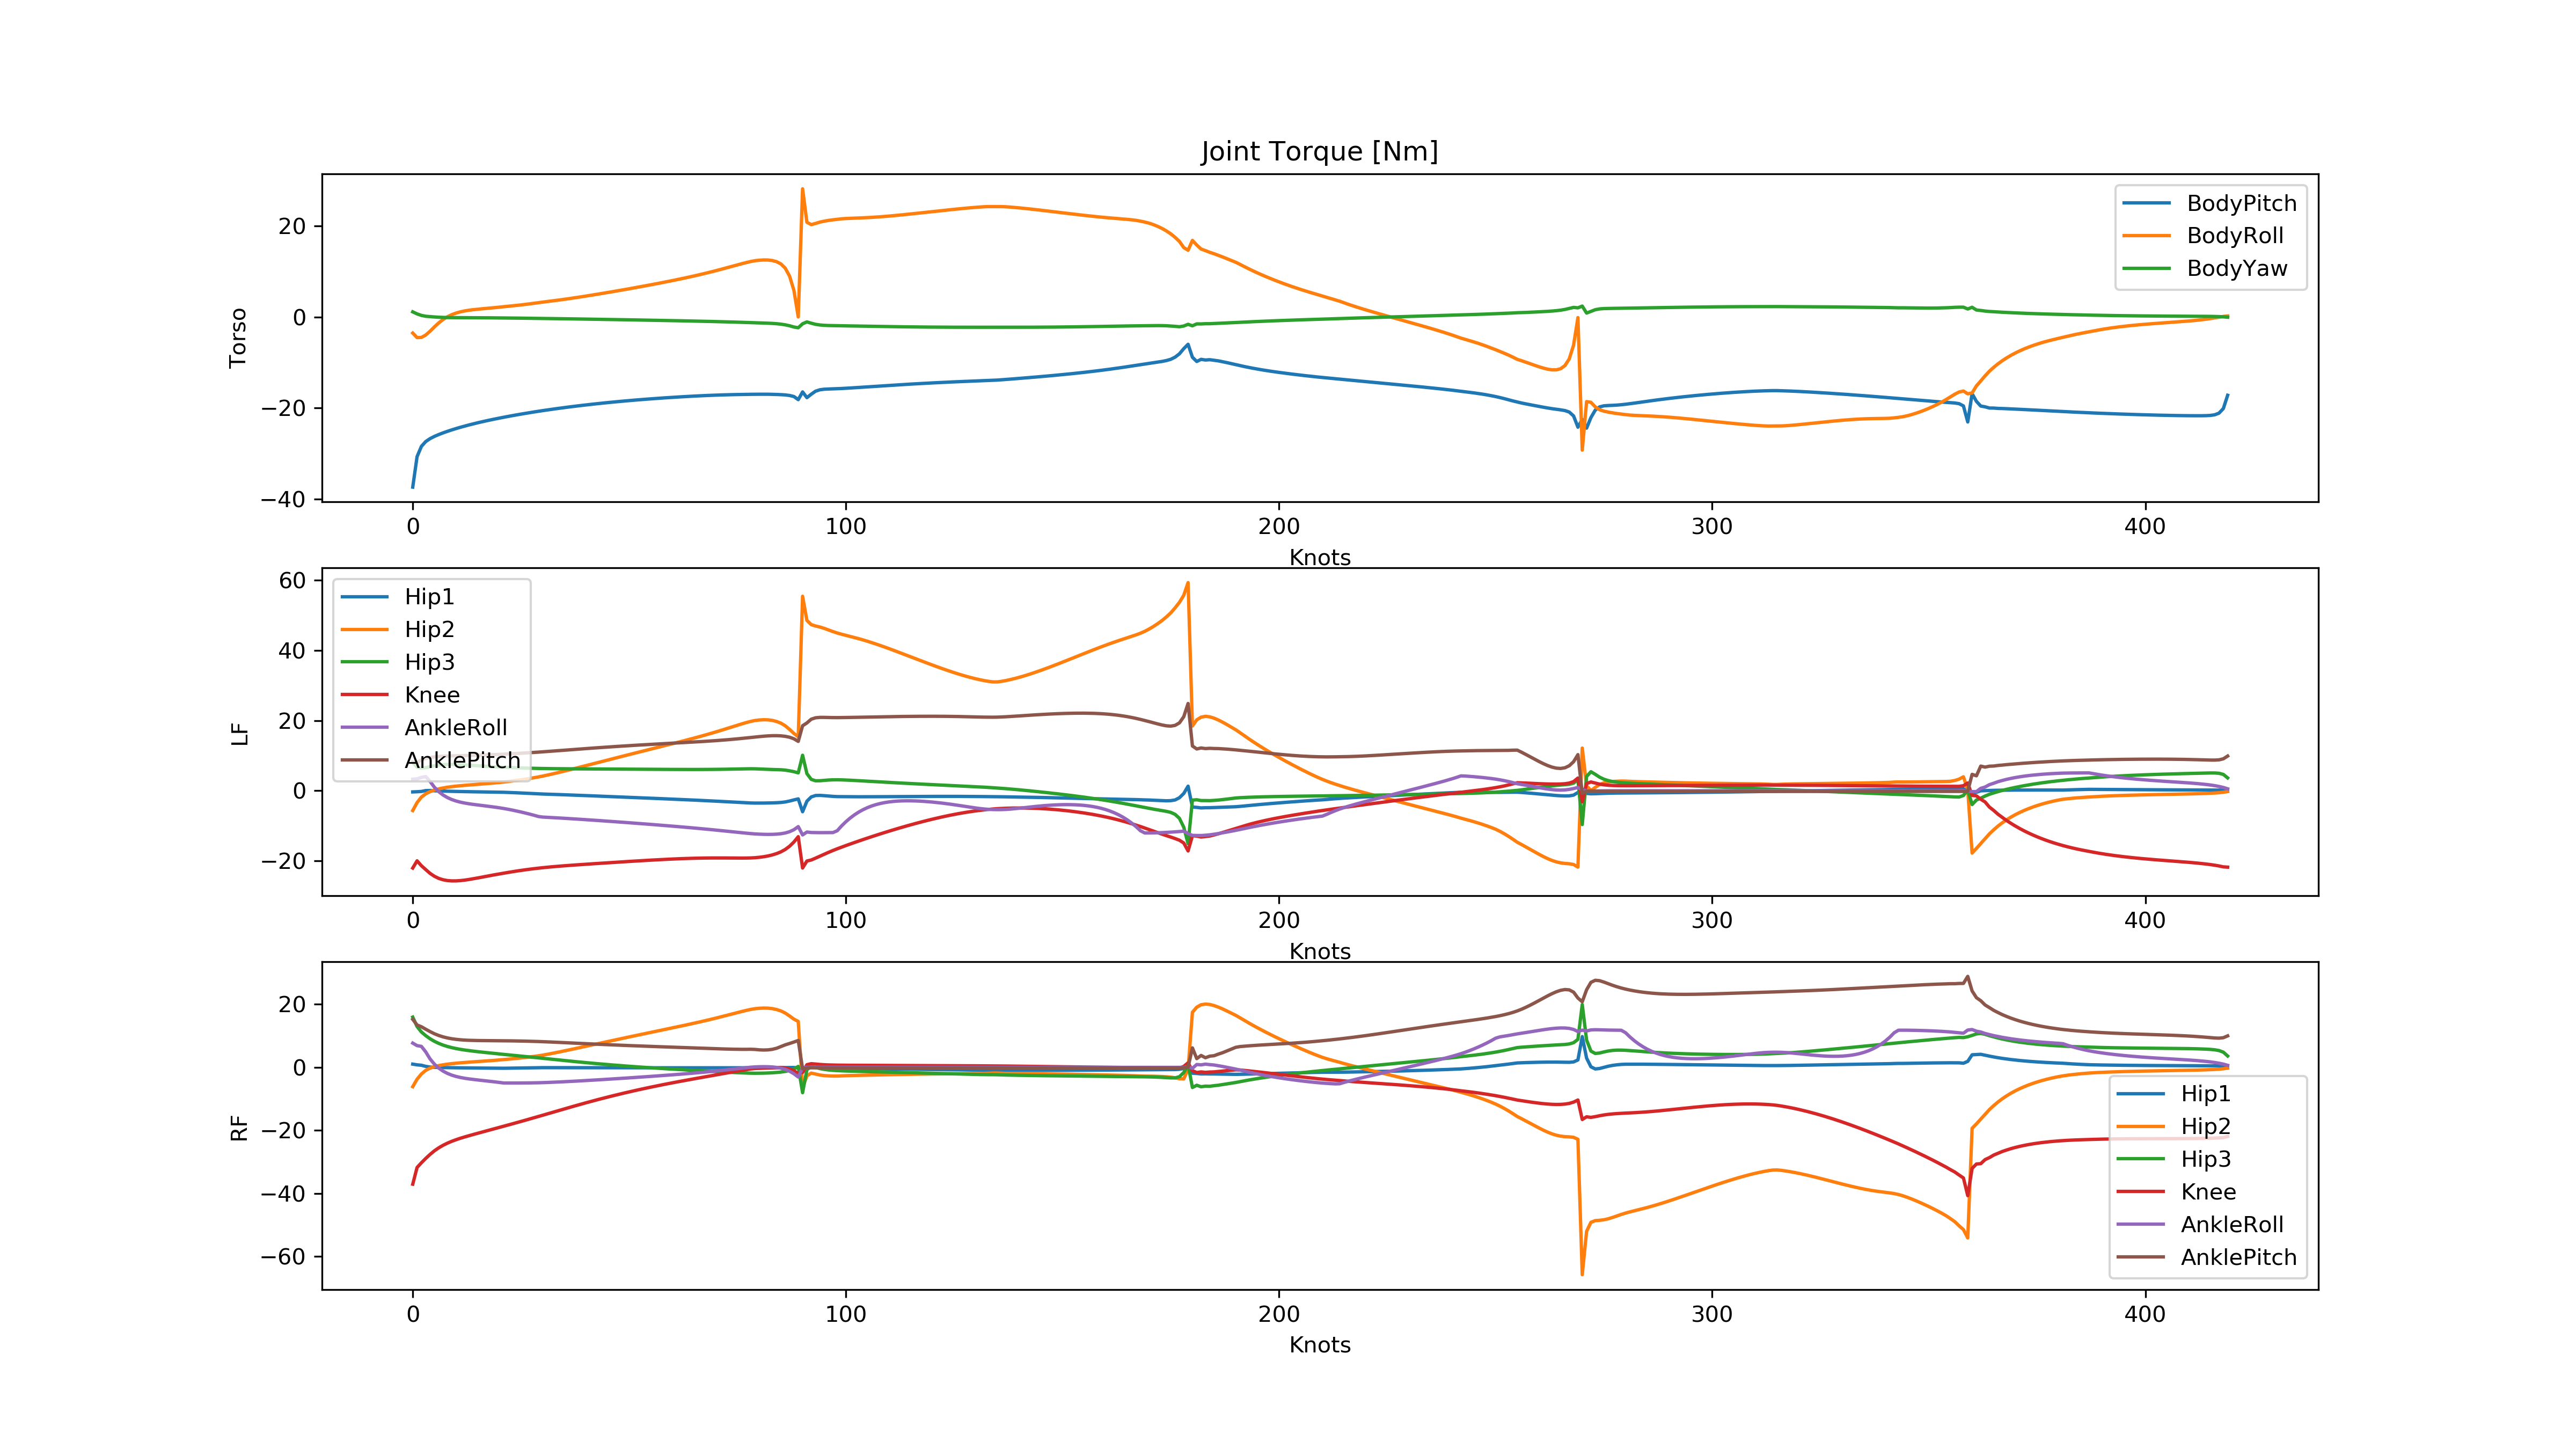 Joint Torque [Nm]
Torso
20
0
−20
−40
BodyPitch
BodyRoll
BodyYaw
0 100 200 300 400
Knots
LF
60
40
20
0
−20
Hip1
Hip2
Hip3
Knee
AnkleRoll
AnklePitch
0 100 200 300 400
Knots
RF
20
0
−20
−40
−60
Hip1
Hip2
Hip3
Knee
AnkleRoll
AnklePitch
0 100 200 300 400
Knots